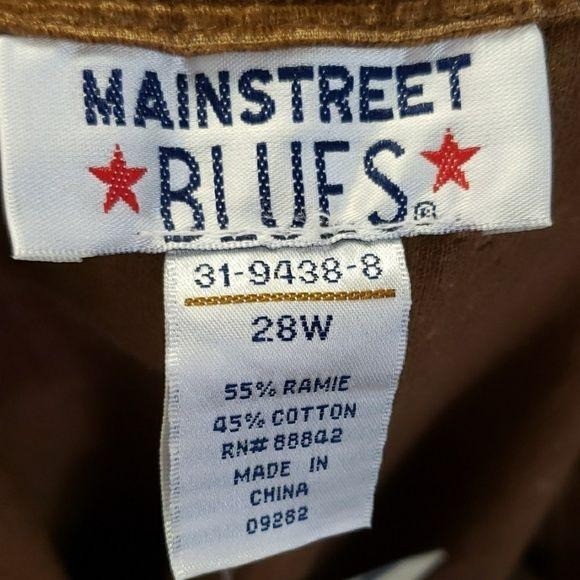 MAINSTREET
BLUES®
31-9438-8
28W
55% RAMIE
45% COTTON
RN# 88842
MADE IN
CHINA
09282